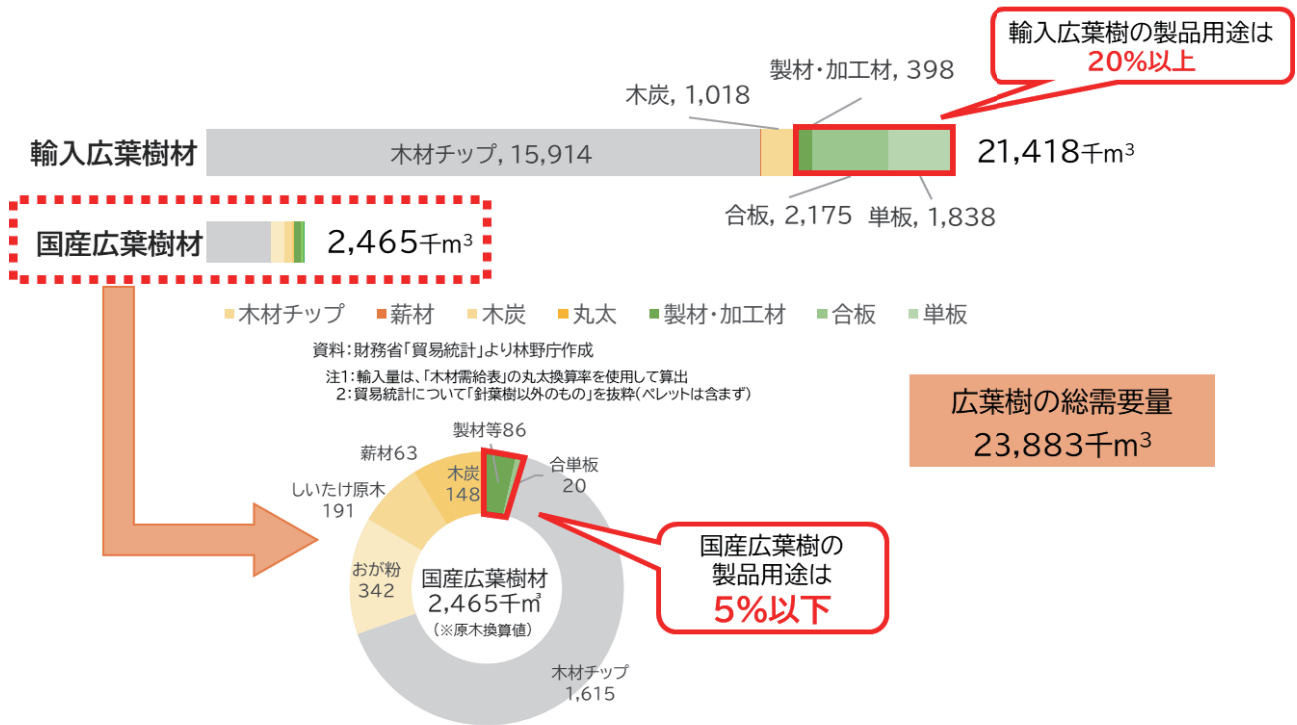 輸入広葉樹の製品用途は
20%以上
製材・加工材, 398
木炭, 1,018
輸入広葉樹材
木材チップ, 15,914
21,418千m³
合板, 2,175
単板, 1,838
国産広葉樹材
2,465千m³
木材チップ
薪材
木炭
丸太
製材・加工材
合板
単板
資料:財務省「貿易統計」より林野庁作成
注1:輸入量は、「木材需給表」の丸太換算率を使用して算出
2:貿易統計について「針葉樹以外のもの」を抜粋(ペレットは含まず)
広葉樹の総需要量
23,883千m³
製材等86
薪材63
合単板
20
木炭
148
しいたけ原木
191
おが粉
342
国産広葉樹材
2,465千㎥
(※原木換算値)
国産広葉樹の
製品用途は
5%以下
木材チップ
1,615